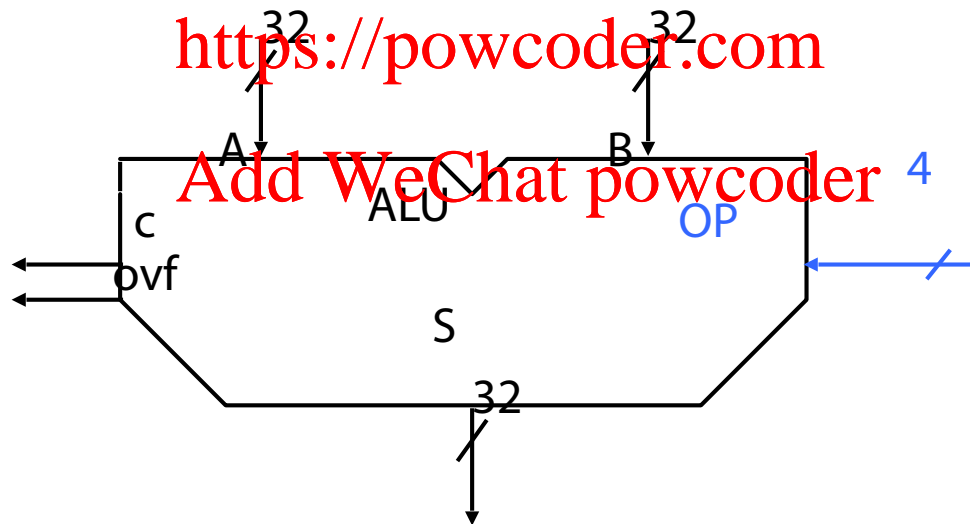 32 32
https://powcoder.com
A B
Add WeChat powcoder 4
ALU OP
c
ovf
S
32